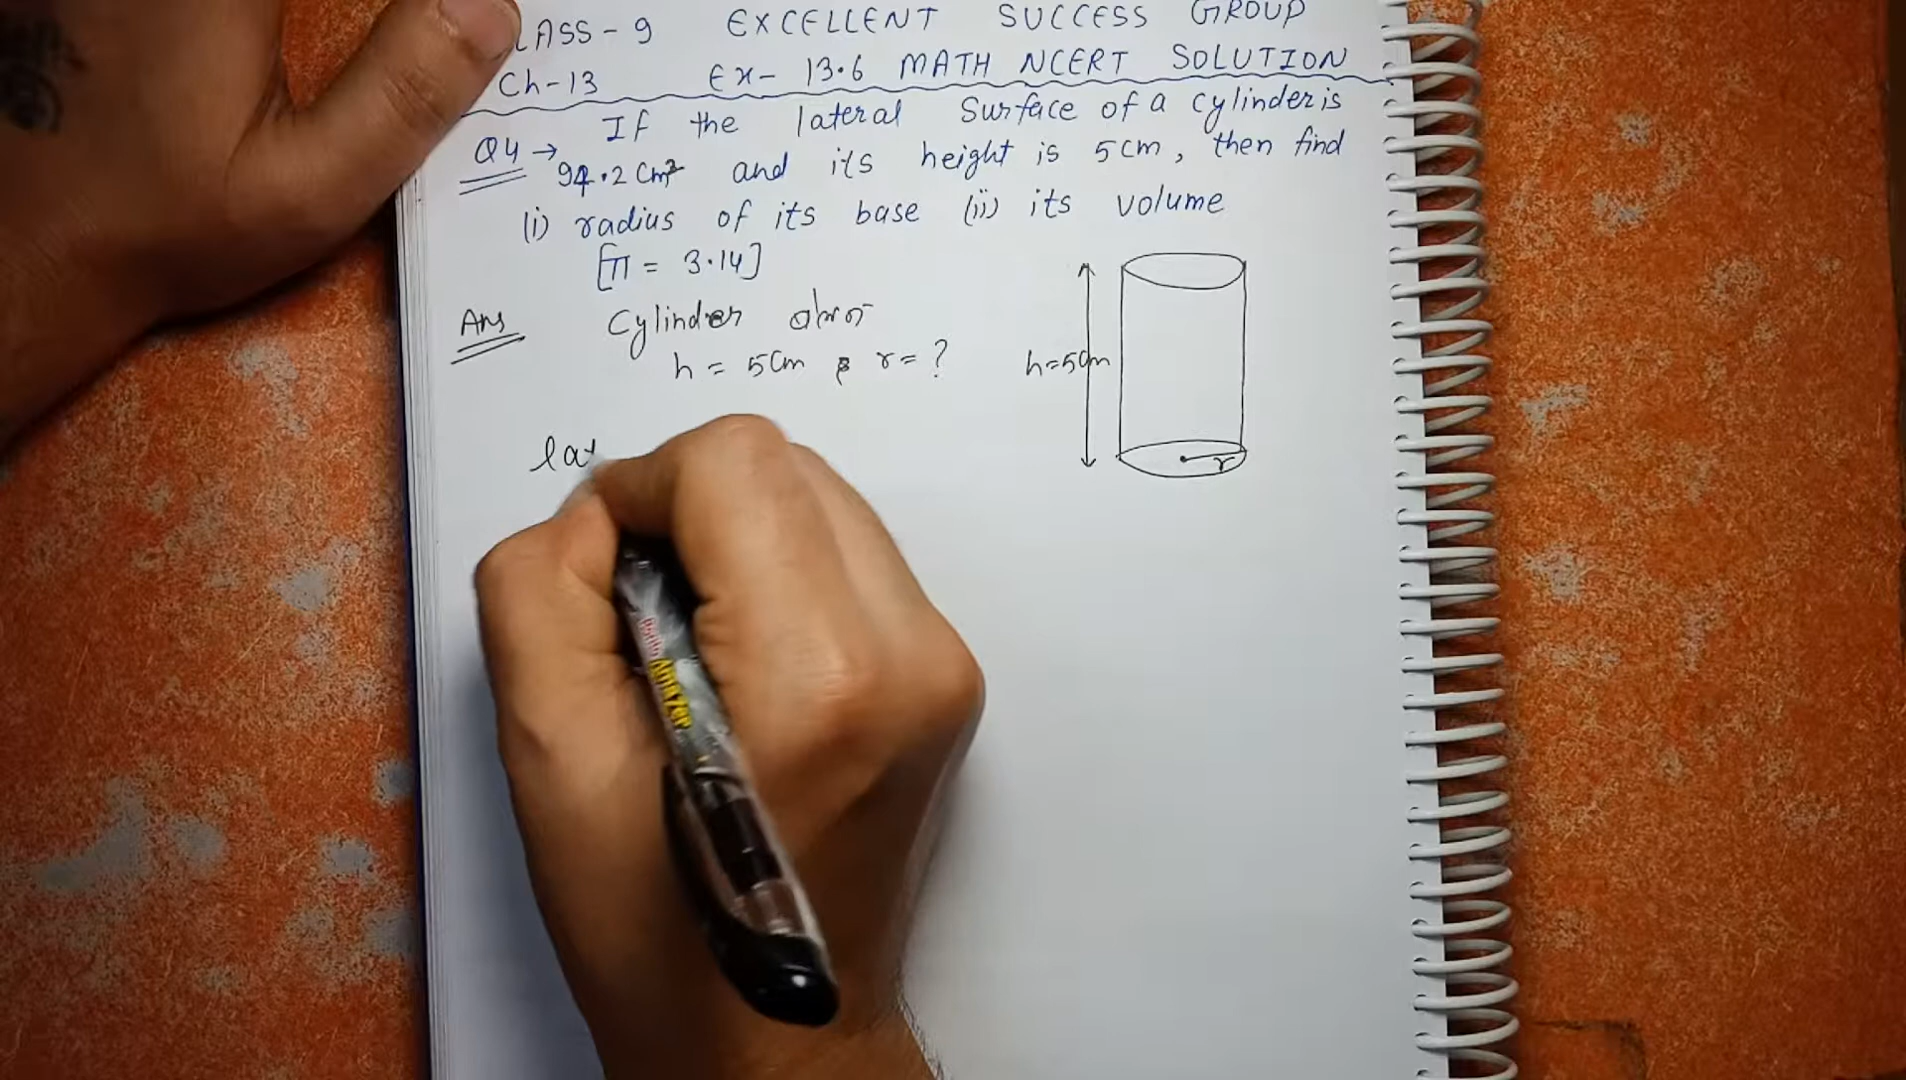 LASS - 9 EXCELLENT SUCCESS GROUP
Ch-13 Ex- 13.6 MATH NCERT SOLUTION
Q4 → If the lateral Surface of a cylinder is
94.2 Cm² and its height is 5cm, then find
(i) radius of its base (ii) its volume
[π = 3.14]
Ans Cylinder
h = 5Cm r = ?
h=5Cm
r
lat
AmaZer